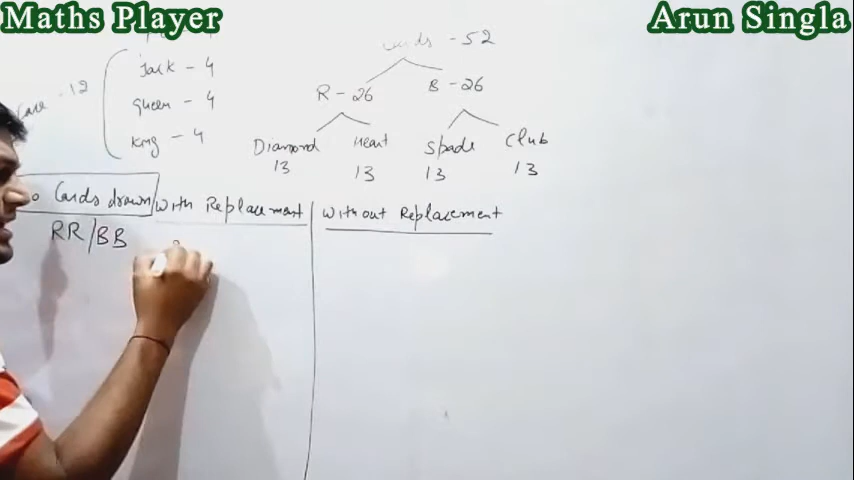 Maths Player
Arun Singla
Cards - 52
R - 26
B - 26
Diamond
13
Heart
13
Spade
13
Club
13
12
Jack - 4
Queen - 4
King - 4
Cards drawn
With Replacement
Without Replacement
RR/BB